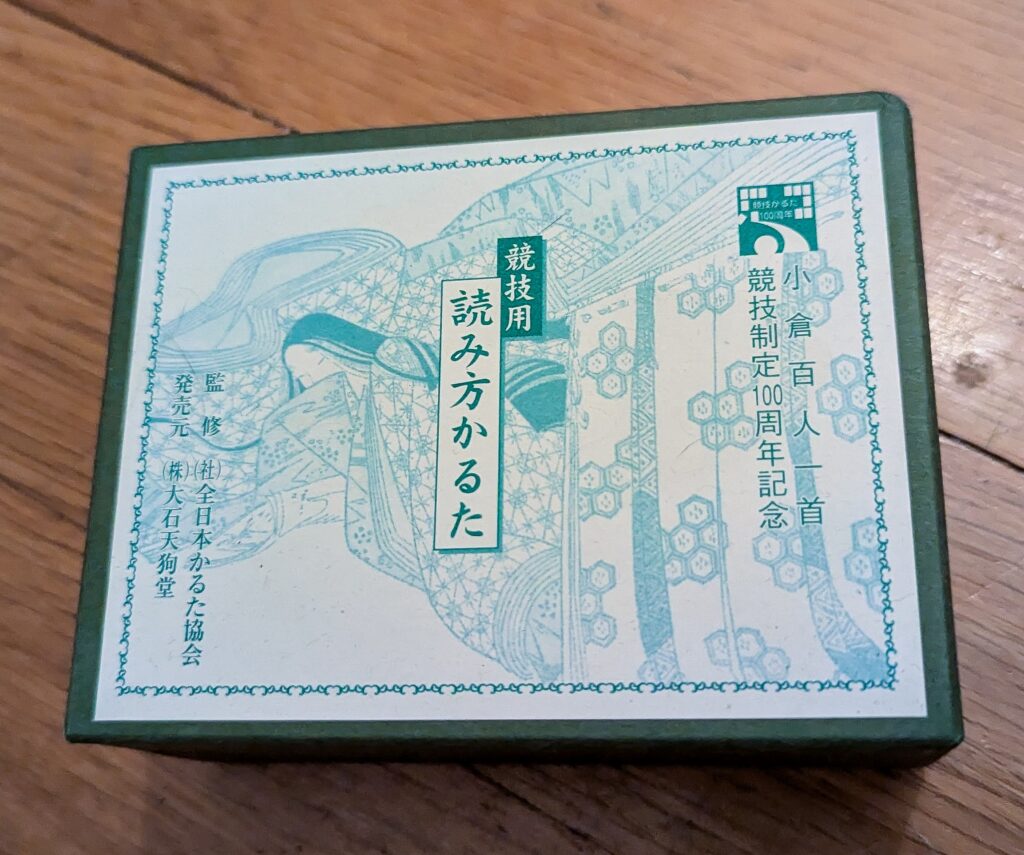 競技かるた
100周年
小倉百人一首
競技制定100周年記念
競技用
読み方かるた
監修 (社)全日本かるた協会
発売元 (株)大石天狗堂